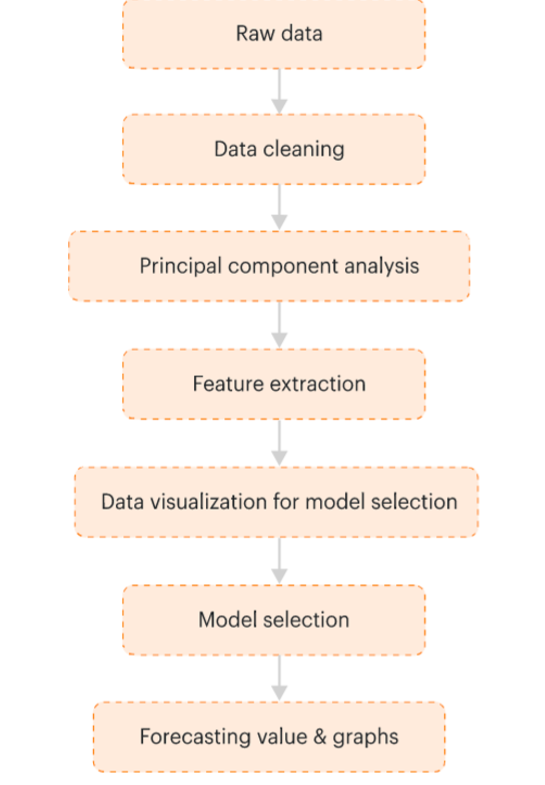 Raw data
Data cleaning
Principal component analysis
Feature extraction
Data visualization for model selection
Model selection
Forecasting value & graphs